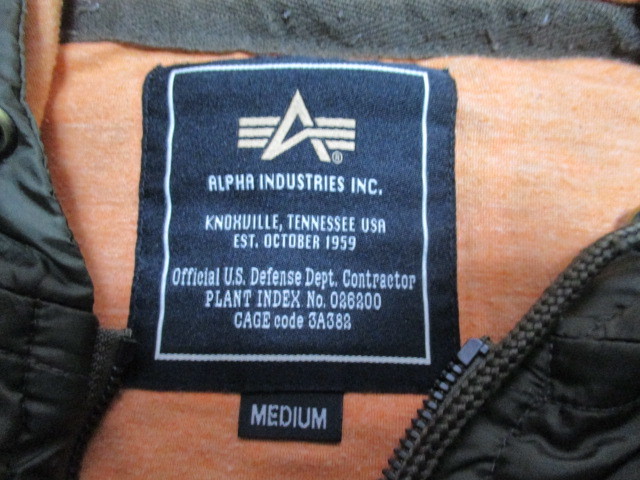 ALPHA INDUSTRIES INC.
KNOXVILLE, TENNESSEE USA
EST. OCTOBER 1959
Official U.S. Defense Dept. Contractor
PLANT INDEX No. 026200
CAGE code 3A382
MEDIUM